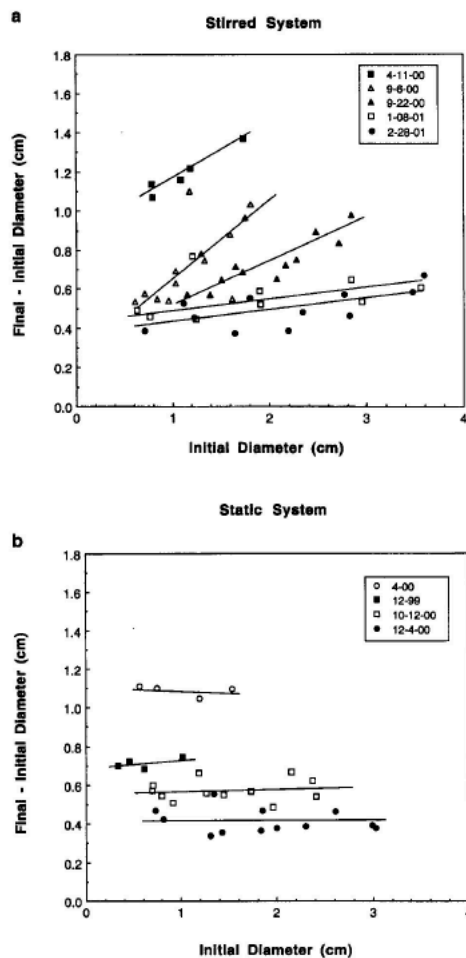 a
Stirred System
1.8
1.6
1.4
1.2
1.0
0.8
0.6
0.4
0.2
0.0
Final - Initial Diameter (cm)
4-11-00
9-6-00
9-22-00
1-08-01
2-28-01
0 1 2 3 4
Initial Diameter (cm)
Static System
b
1.8
1.6
1.4
1.2
1.0
0.8
0.6
0.4
0.2
0.0
Final - Initial Diameter (cm)
4-00
12-99
10-12-00
12-4-00
0 1 2 3
Initial Diameter (cm)